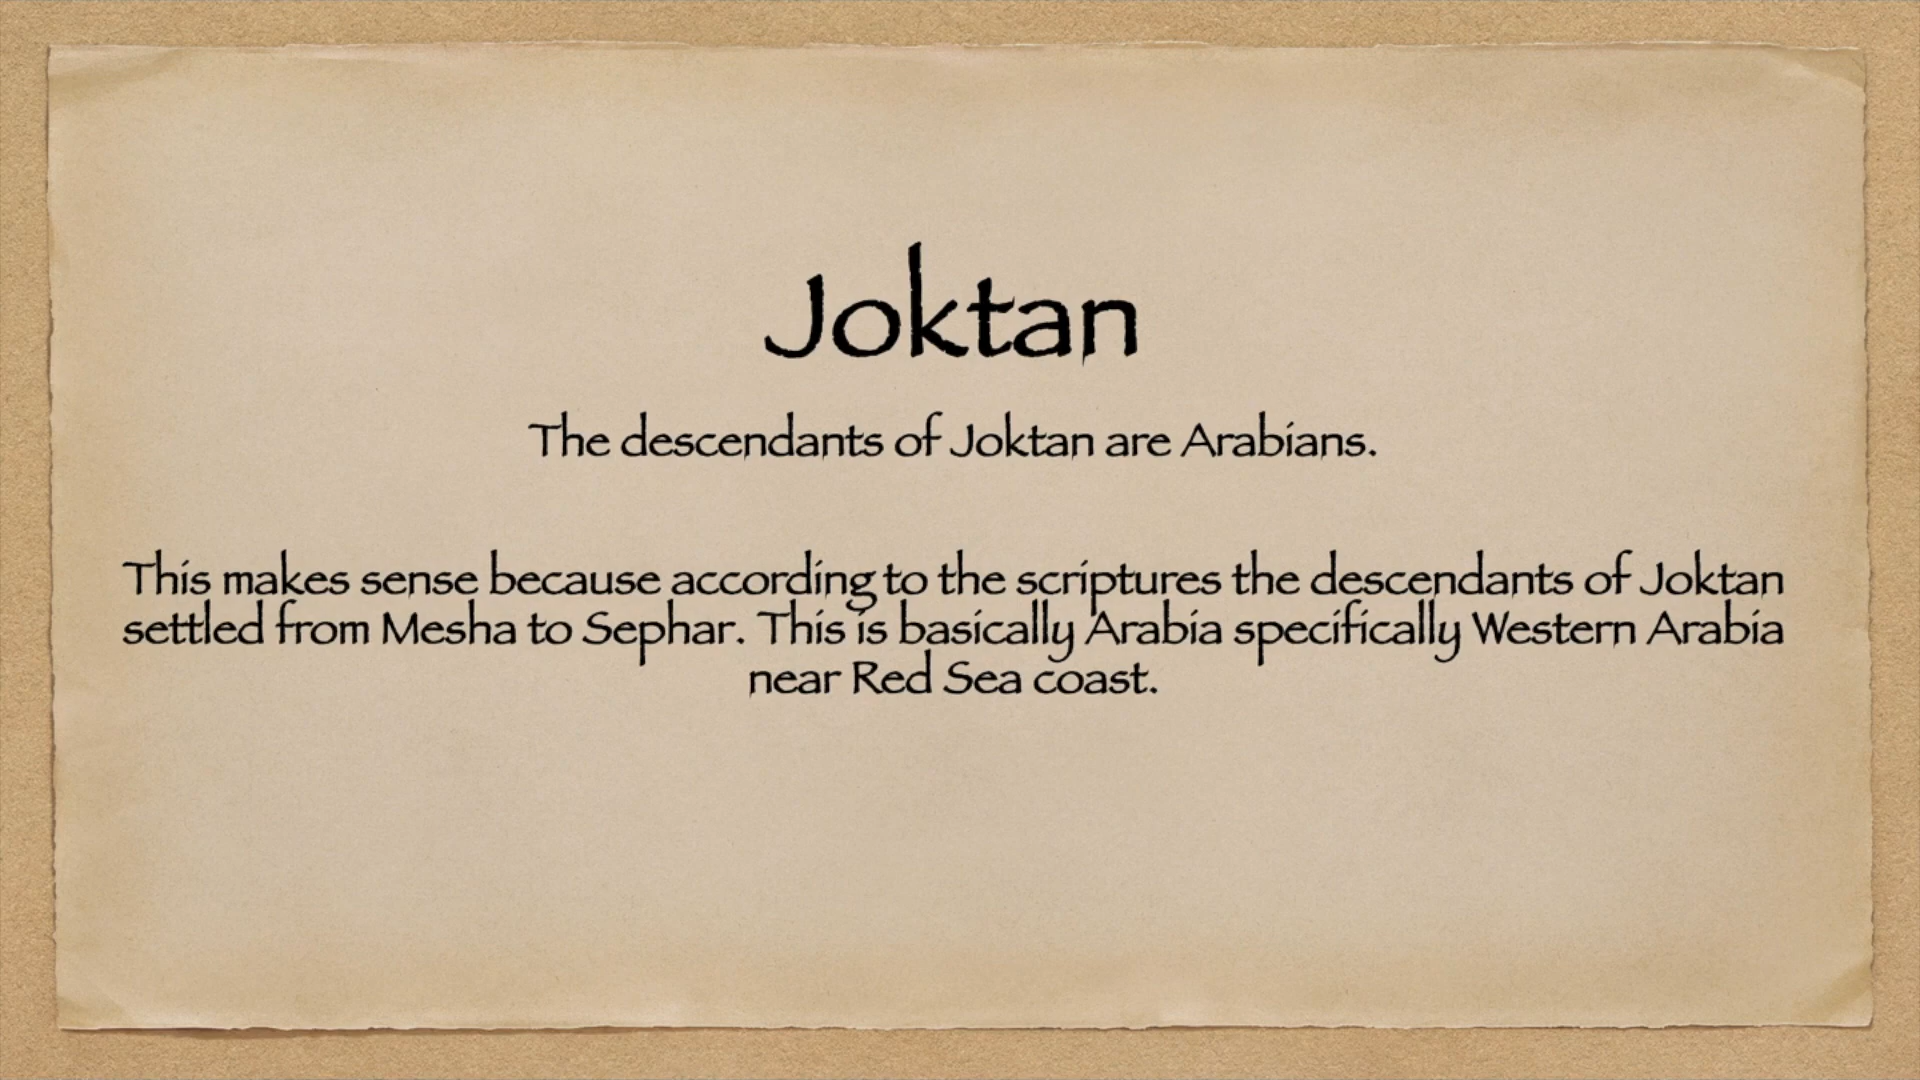 Joktan
The descendants of Joktan are Arabians.
This makes sense because according to the scriptures the descendants of Joktan
settled from Mesha to Sephar. This is basically Arabia specifically Western Arabia
near Red Sea coast.